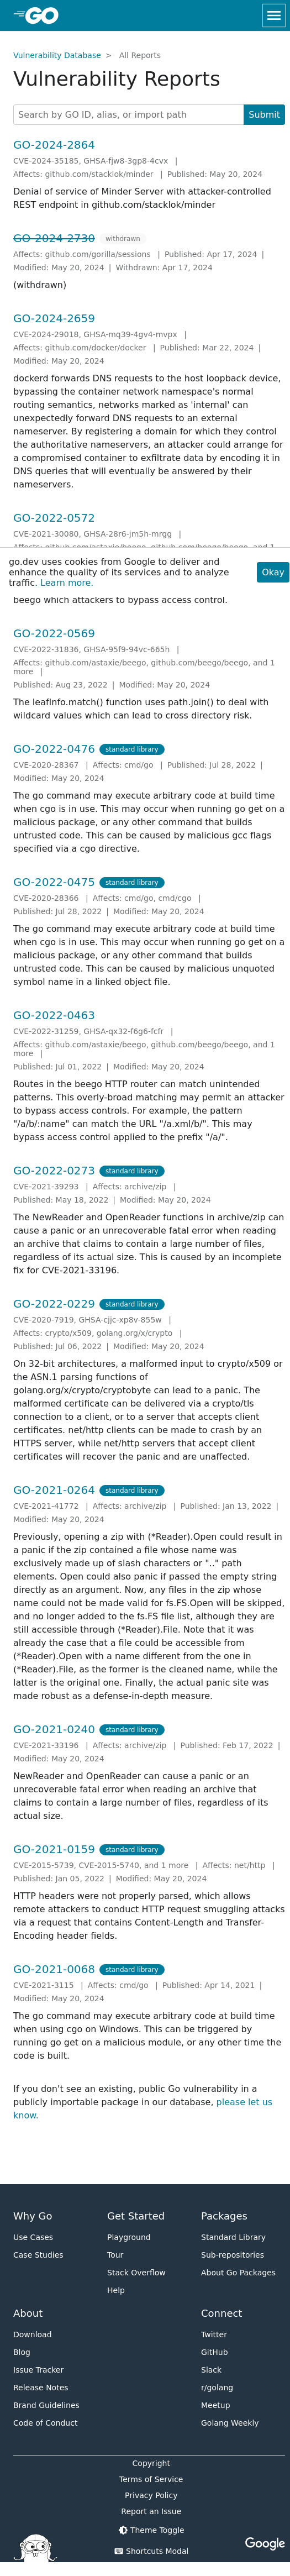 GO
Vulnerability Database > All Reports
Vulnerability Reports
Search by GO ID, alias, or import path
Submit
GO-2024-2864
CVE-2024-35185, GHSA-fjw8-3gp8-4cvx |
Affects: github.com/stacklok/minder | Published: May 20, 2024
Denial of service of Minder Server with attacker-controlled
REST endpoint in github.com/stacklok/minder
GO-2024-2730 withdrawn
Affects: github.com/gorilla/sessions | Published: Apr 17, 2024 |
Modified: May 20, 2024 | Withdrawn: Apr 17, 2024
(withdrawn)
GO-2024-2659
CVE-2024-29018, GHSA-mq39-4gv4-mvpx |
Affects: github.com/docker/docker | Published: Mar 22, 2024 |
Modified: May 20, 2024
dockerd forwards DNS requests to the host loopback device,
bypassing the container network namespace's normal
routing semantics, networks marked as 'internal' can
unexpectedly forward DNS requests to an external
nameserver. By registering a domain for which they control
the authoritative nameservers, an attacker could arrange for
a compromised container to exfiltrate data by encoding it in
DNS queries that will eventually be answered by their
nameservers.
GO-2022-0572
CVE-2021-30080, GHSA-28r6-jm5h-mrgg |
Affects: github.com/astaxie/beego, github.com/beego/beego, and 1
go.dev uses cookies from Google to deliver and
enhance the quality of its services and to analyze
traffic. Learn more.
Okay
beego which attackers to bypass access control.
GO-2022-0569
CVE-2022-31836, GHSA-95f9-94vc-665h |
Affects: github.com/astaxie/beego, github.com/beego/beego, and 1
more |
Published: Aug 23, 2022 | Modified: May 20, 2024
The leafInfo.match() function uses path.join() to deal with
wildcard values which can lead to cross directory risk.
GO-2022-0476 standard library
CVE-2020-28367 | Affects: cmd/go | Published: Jul 28, 2022 |
Modified: May 20, 2024
The go command may execute arbitrary code at build time
when cgo is in use. This may occur when running go get on a
malicious package, or any other command that builds
untrusted code. This can be caused by malicious gcc flags
specified via a cgo directive.
GO-2022-0475 standard library
CVE-2020-28366 | Affects: cmd/go, cmd/cgo |
Published: Jul 28, 2022 | Modified: May 20, 2024
The go command may execute arbitrary code at build time
when cgo is in use. This may occur when running go get on a
malicious package, or any other command that builds
untrusted code. This can be caused by malicious unquoted
symbol name in a linked object file.
GO-2022-0463
CVE-2022-31259, GHSA-qx32-f6g6-fcfr |
Affects: github.com/astaxie/beego, github.com/beego/beego, and 1
more |
Published: Jul 01, 2022 | Modified: May 20, 2024
Routes in the beego HTTP router can match unintended
patterns. This overly-broad matching may permit an attacker
to bypass access controls. For example, the pattern
"/a/b/:name" can match the URL "/a.xml/b/". This may
bypass access control applied to the prefix "/a/".
GO-2022-0273 standard library
CVE-2021-39293 | Affects: archive/zip |
Published: May 18, 2022 | Modified: May 20, 2024
The NewReader and OpenReader functions in archive/zip can
cause a panic or an unrecoverable fatal error when reading
an archive that claims to contain a large number of files,
regardless of its actual size. This is caused by an incomplete
fix for CVE-2021-33196.
GO-2022-0229 standard library
CVE-2020-7919, GHSA-cjjc-xp8v-855w |
Affects: crypto/x509, golang.org/x/crypto |
Published: Jul 06, 2022 | Modified: May 20, 2024
On 32-bit architectures, a malformed input to crypto/x509 or
the ASN.1 parsing functions of
golang.org/x/crypto/cryptobyte can lead to a panic. The
malformed certificate can be delivered via a crypto/tls
connection to a client, or to a server that accepts client
certificates. net/http clients can be made to crash by an
HTTPS server, while net/http servers that accept client
certificates will recover the panic and are unaffected.
GO-2021-0264 standard library
CVE-2021-41772 | Affects: archive/zip | Published: Jan 13, 2022 |
Modified: May 20, 2024
Previously, opening a zip with (*Reader).Open could result in
a panic if the zip contained a file whose name was
exclusively made up of slash characters or ".." path
elements. Open could also panic if passed the empty string
directly as an argument. Now, any files in the zip whose
name could not be made valid for fs.FS.Open will be skipped,
and no longer added to the fs.FS file list, although they are
still accessible through (*Reader).File. Note that it was
already the case that a file could be accessible from
(*Reader).Open with a name different from the one in
(*Reader).File, as the former is the cleaned name, while the
latter is the original one. Finally, the actual panic site was
made robust as a defense-in-depth measure.
GO-2021-0240 standard library
CVE-2021-33196 | Affects: archive/zip | Published: Feb 17, 2022 |
Modified: May 20, 2024
NewReader and OpenReader can cause a panic or an
unrecoverable fatal error when reading an archive that
claims to contain a large number of files, regardless of its
actual size.
GO-2021-0159 standard library
CVE-2015-5739, CVE-2015-5740, and 1 more | Affects: net/http |
Published: Jan 05, 2022 | Modified: May 20, 2024
HTTP headers were not properly parsed, which allows
remote attackers to conduct HTTP request smuggling attacks
via a request that contains Content-Length and Transfer-
Encoding header fields.
GO-2021-0068 standard library
CVE-2021-3115 | Affects: cmd/go | Published: Apr 14, 2021 |
Modified: May 20, 2024
The go command may execute arbitrary code at build time
when using cgo on Windows. This can be triggered by
running go get on a malicious module, or any other time the
code is built.
If you don't see an existing, public Go vulnerability in a
publicly importable package in our database, please let us
know.
Why Go
Use Cases
Case Studies
Get Started
Playground
Tour
Stack Overflow
Help
Packages
Standard Library
Sub-repositories
About Go Packages
About
Download
Blog
Issue Tracker
Release Notes
Brand Guidelines
Code of Conduct
Connect
Twitter
GitHub
Slack
r/golang
Meetup
Golang Weekly
Copyright
Terms of Service
Privacy Policy
Report an Issue
Theme Toggle
Shortcuts Modal
Google